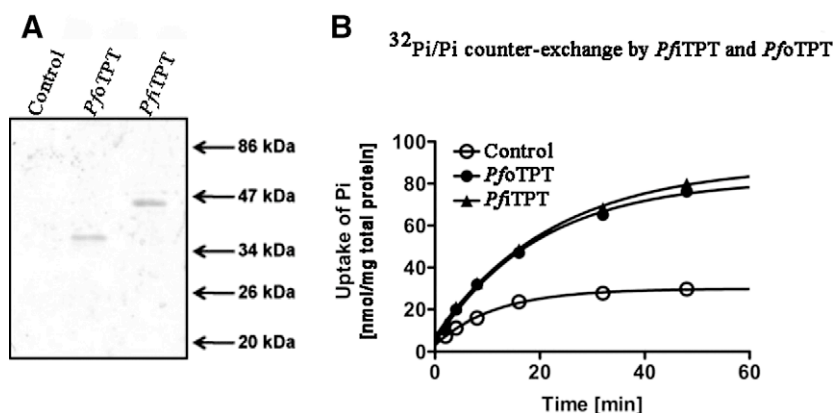 A
Control
PfoTPT
PfiTPT
86 kDa
47 kDa
34 kDa
26 kDa
20 kDa
B
32Pi/Pi counter-exchange by PfiTPT and PfoTPT
Control
PfoTPT
PfiTPT
Uptake of Pi
[nmol/mg total protein]
100
80
60
40
20
0
0
20
40
60
Time [min]